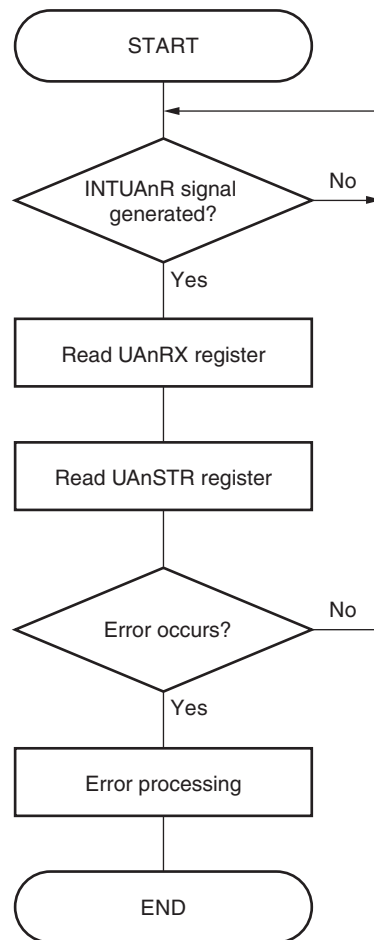 START
INTUAnR signal
generated?
No
Yes
Read UAnRX register
Read UAnSTR register
Error occurs?
No
Yes
Error processing
END